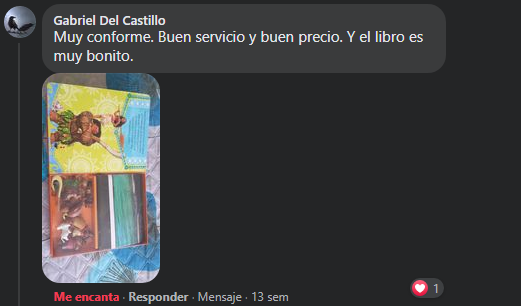 Gabriel Del Castillo
Muy conforme. Buen servicio y buen precio. Y el libro es
muy bonito.
Me encanta · Responder · Mensaje · 13 sem
1